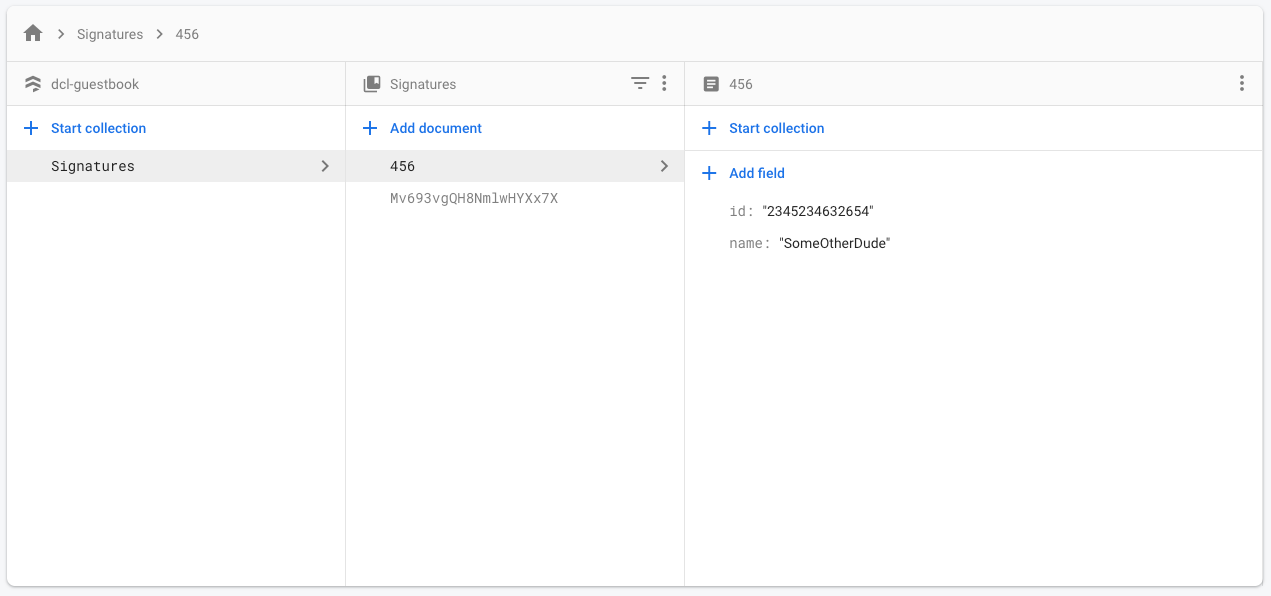 Signatures > 456
dcl-guestbook
Start collection
Signatures
Signatures
Add document
456
Mv693vgQH8NmlwHYXx7X
456
Start collection
Add field
id: "2345234632654"
name: "SomeOtherDude"